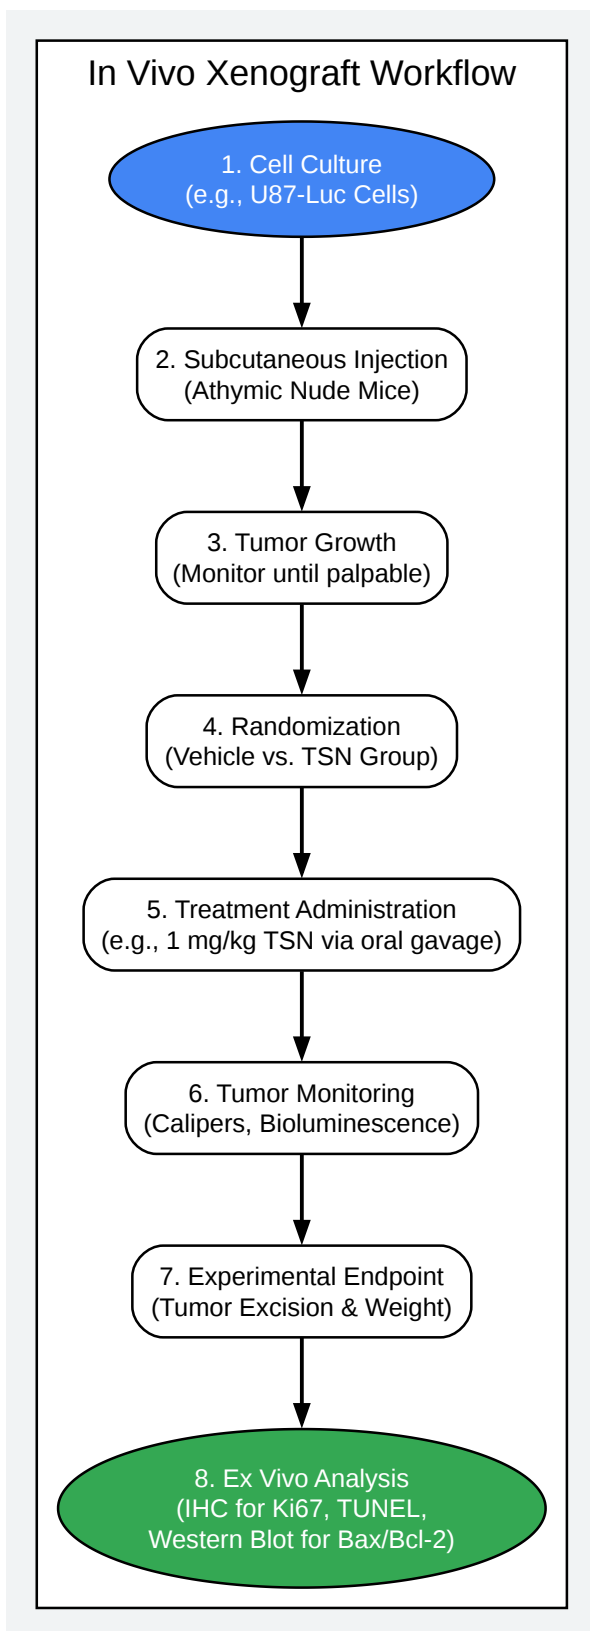 In Vivo Xenograft Workflow
1. Cell Culture
(e.g., U87-Luc Cells)
2. Subcutaneous Injection
(Athymic Nude Mice)
3. Tumor Growth
(Monitor until palpable)
4. Randomization
(Vehicle vs. TSN Group)
5. Treatment Administration
(e.g., 1 mg/kg TSN via oral gavage)
6. Tumor Monitoring
(Calipers, Bioluminescence)
7. Experimental Endpoint
(Tumor Excision & Weight)
8. Ex Vivo Analysis
(IHC for Ki67, TUNEL,
Western Blot for Bax/Bcl-2)